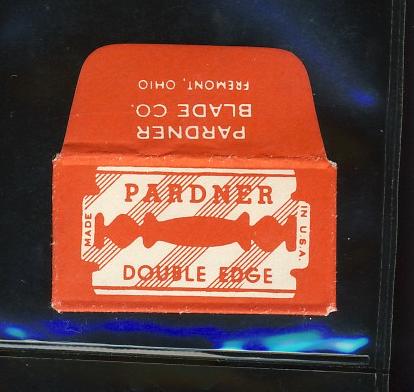 PARDNER
BLADE CO.
FREMONT, OHIO
PARDNER
MADE
IN U.S.A.
DOUBLE EDGE